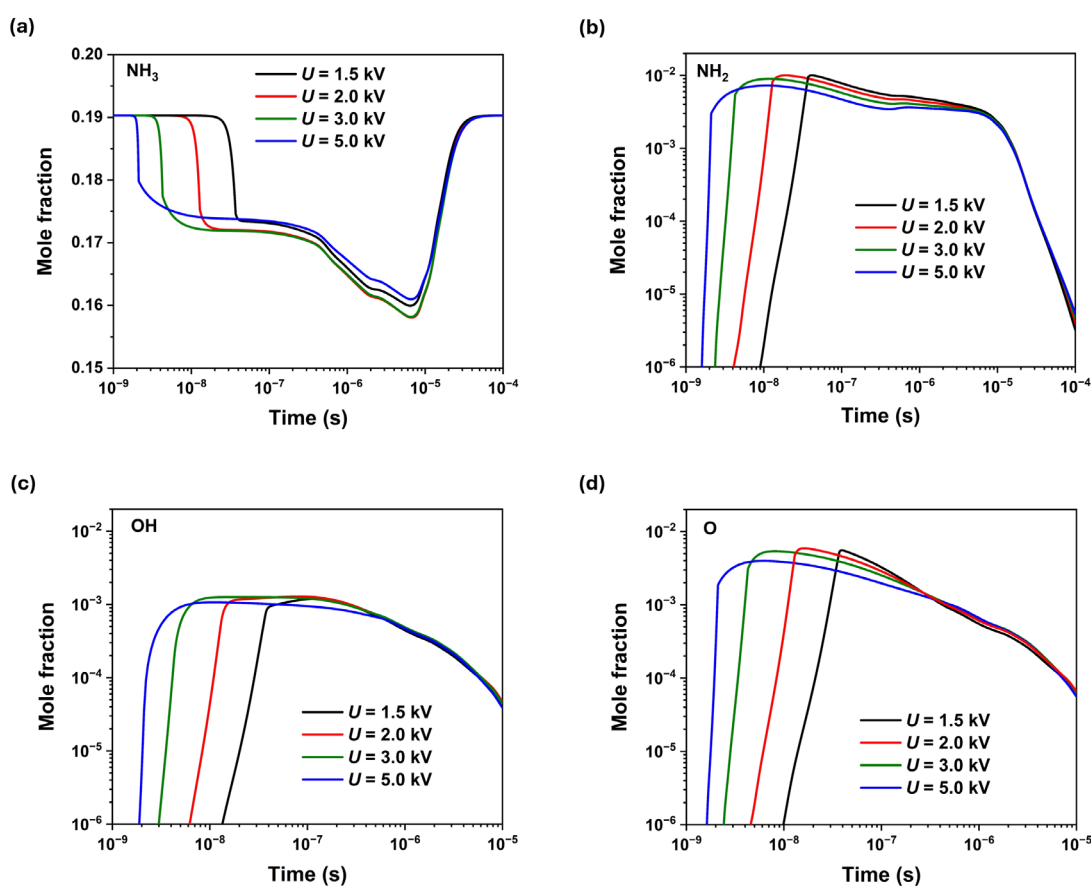 (a)
NH₃
U = 1.5 kV
U = 2.0 kV
U = 3.0 kV
U = 5.0 kV
0.20
0.19
0.18
0.17
0.16
0.15
Mole fraction
10⁻⁹ 10⁻⁸ 10⁻⁷ 10⁻⁶ 10⁻⁵ 10⁻⁴
Time (s)
(b)
NH₂
U = 1.5 kV
U = 2.0 kV
U = 3.0 kV
U = 5.0 kV
10⁻²
10⁻³
10⁻⁴
10⁻⁵
10⁻⁶
Mole fraction
10⁻⁹ 10⁻⁸ 10⁻⁷ 10⁻⁶ 10⁻⁵ 10⁻⁴
Time (s)
(c)
OH
U = 1.5 kV
U = 2.0 kV
U = 3.0 kV
U = 5.0 kV
10⁻²
10⁻³
10⁻⁴
10⁻⁵
10⁻⁶
Mole fraction
10⁻⁹ 10⁻⁸ 10⁻⁷ 10⁻⁶ 10⁻⁵
Time (s)
(d)
O
U = 1.5 kV
U = 2.0 kV
U = 3.0 kV
U = 5.0 kV
10⁻²
10⁻³
10⁻⁴
10⁻⁵
10⁻⁶
Mole fraction
10⁻⁹ 10⁻⁸ 10⁻⁷ 10⁻⁶ 10⁻⁵
Time (s)